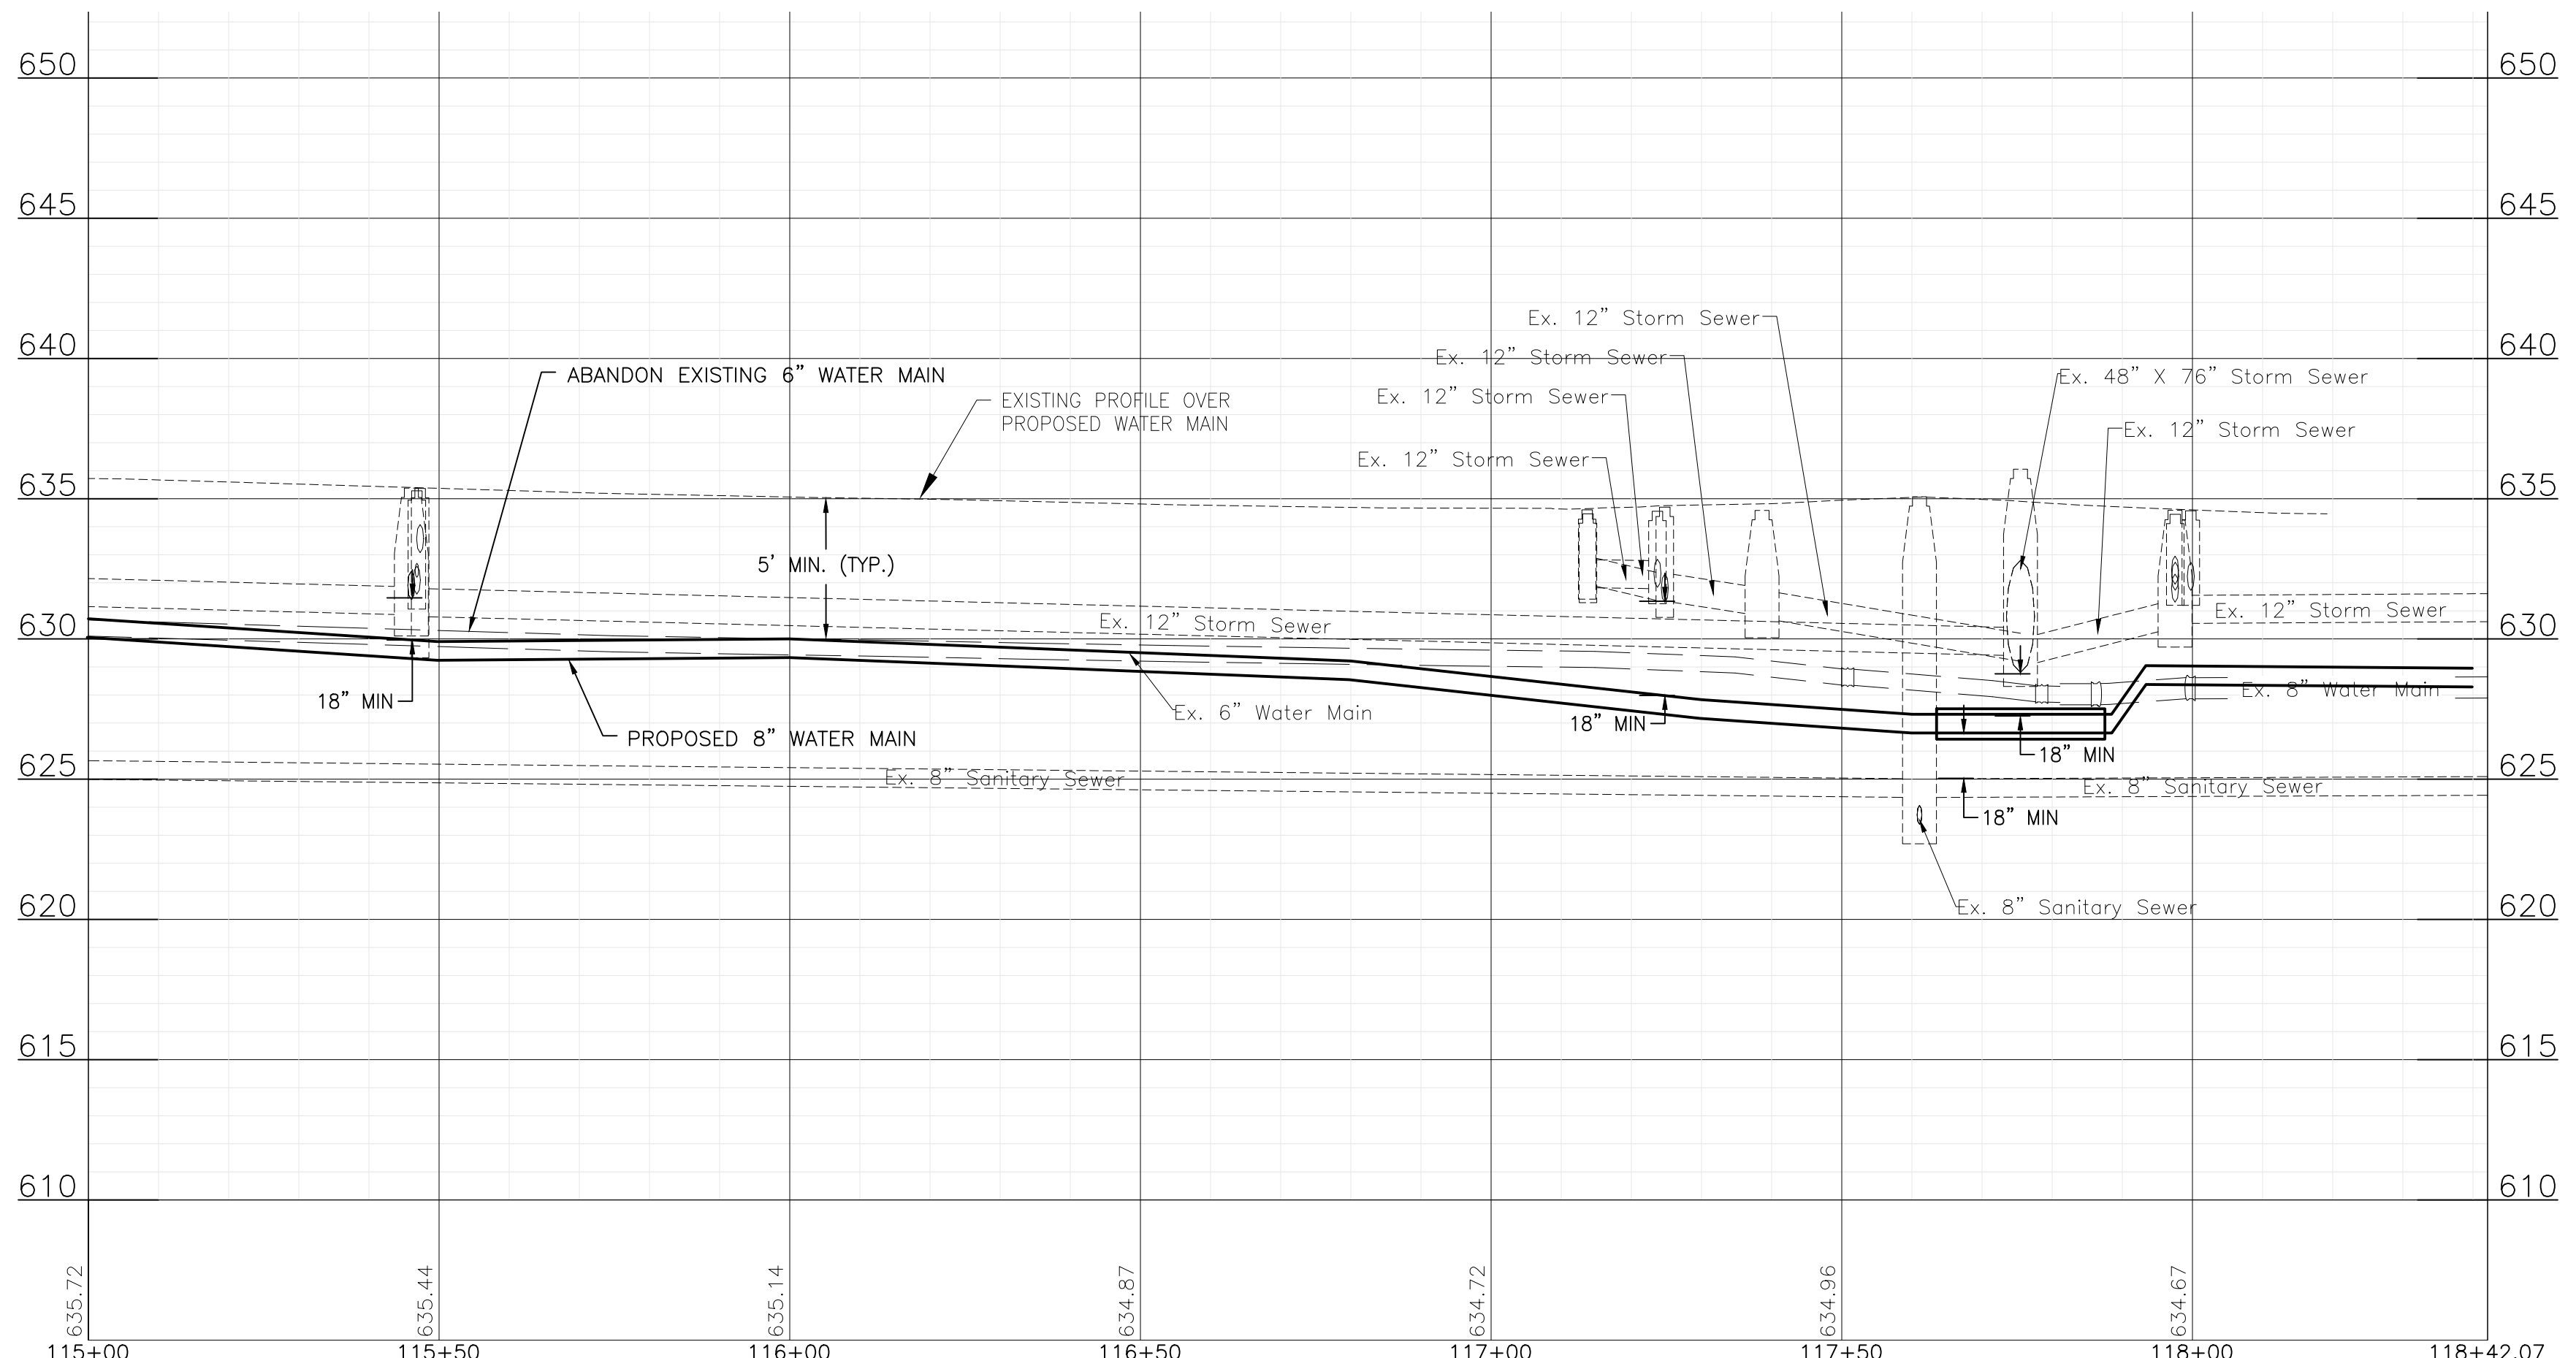 650
650
645
645
Ex. 12” Storm Sewer
640
640
Ex. 12” Storm Sewer
ABANDON EXISTING 6” WATER MAIN
Ex. 48” X 76” Storm Sewer
Ex. 12” Storm Sewer
EXISTING PROFILE OVER
PROPOSED WATER MAIN
Ex. 12” Storm Sewer
Ex. 12” Storm Sewer
635
635
5’ MIN. (TYP.)
630
Ex. 12” Storm Sewer
Ex. 12” Storm Sewer
630
18” MIN
Ex. 8” Water Main
Ex. 6” Water Main
18” MIN
PROPOSED 8” WATER MAIN
18” MIN
625
Ex. 8” Sanitary Sewer
Ex. 8” Sanitary Sewer
625
18” MIN
620
Ex. 8” Sanitary Sewer
620
615
615
610
610
635.72
635.44
635.14
634.87
634.72
634.96
634.67
115+00
115+50
116+00
116+50
117+00
117+50
118+00
118+42.07